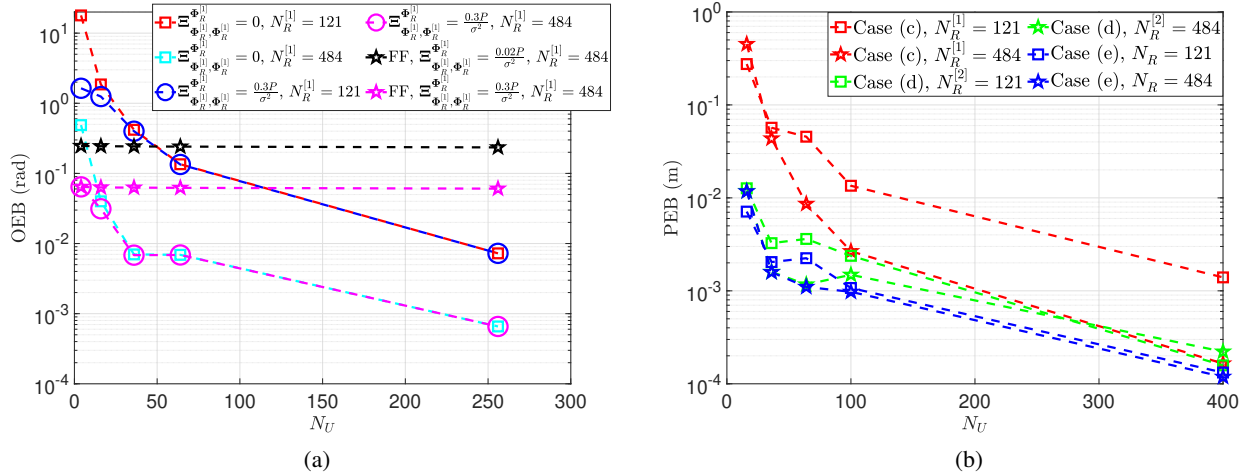 Ξ^{Φ_R^{[1]}}_{Φ_R^{[1]},Φ_R^{[1]}} = 0, N_R^{[1]} = 121
Ξ^{Φ_R^{[1]}}_{Φ_R^{[1]},Φ_R^{[1]}} = 0, N_R^{[1]} = 484
Ξ^{Φ_R^{[1]}}_{Φ_R^{[1]},Φ_R^{[1]}} = 0.3P/σ², N_R^{[1]} = 121
Ξ^{Φ_R^{[1]}}_{Φ_R^{[1]},Φ_R^{[1]}} = 0.3P/σ², N_R^{[1]} = 484
FF, Ξ^{Φ_R^{[1]}}_{Φ_R^{[1]},Φ_R^{[1]}} = 0.02P/σ², N_R^{[1]} = 484
FF, Ξ^{Φ_R^{[1]}}_{Φ_R^{[1]},Φ_R^{[1]}} = 0.3P/σ², N_R^{[1]} = 484
OEB (rad)
10^1
10^0
10^-1
10^-2
10^-3
10^-4
0 50 100 150 200 250 300
N_U
(a)
Case (c), N_R^{[1]} = 121
Case (c), N_R^{[1]} = 484
Case (d), N_R^{[2]} = 121
Case (d), N_R^{[2]} = 484
Case (e), N_R = 121
Case (e), N_R = 484
PEB (m)
10^0
10^-1
10^-2
10^-3
10^-4
0 100 200 300 400
N_U
(b)